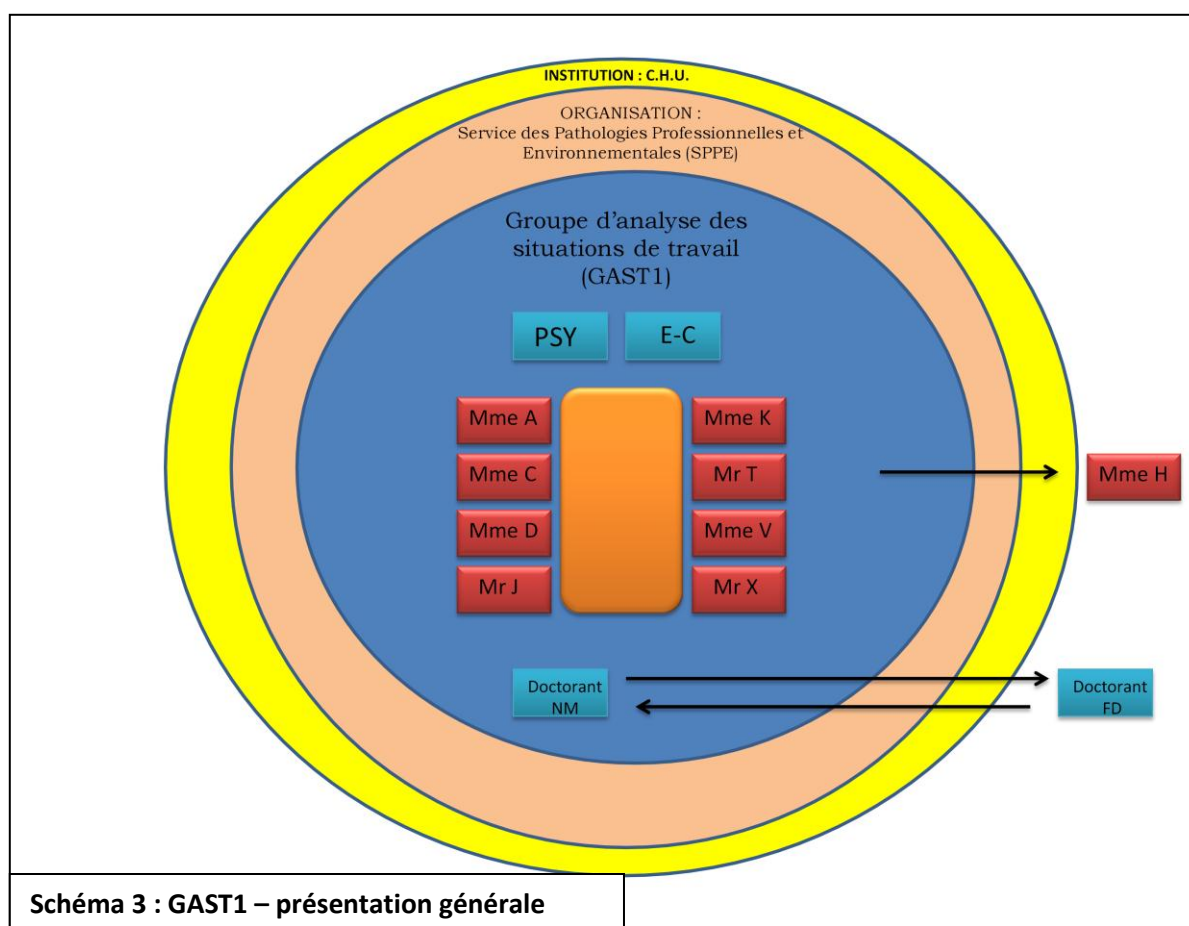 INSTITUTION : C.H.U.
ORGANISATION :
Service des Pathologies Professionnelles et
Environnementales (SPPE)
Groupe d'analyse des
situations de travail
(GAST1)
PSY
E-C
Mme A
Mme K
Mme C
Mr T
Mme H
Mme D
Mme V
Mr J
Mr X
Doctorant
NM
Doctorant
FD
Schéma 3 : GAST1 – présentation générale